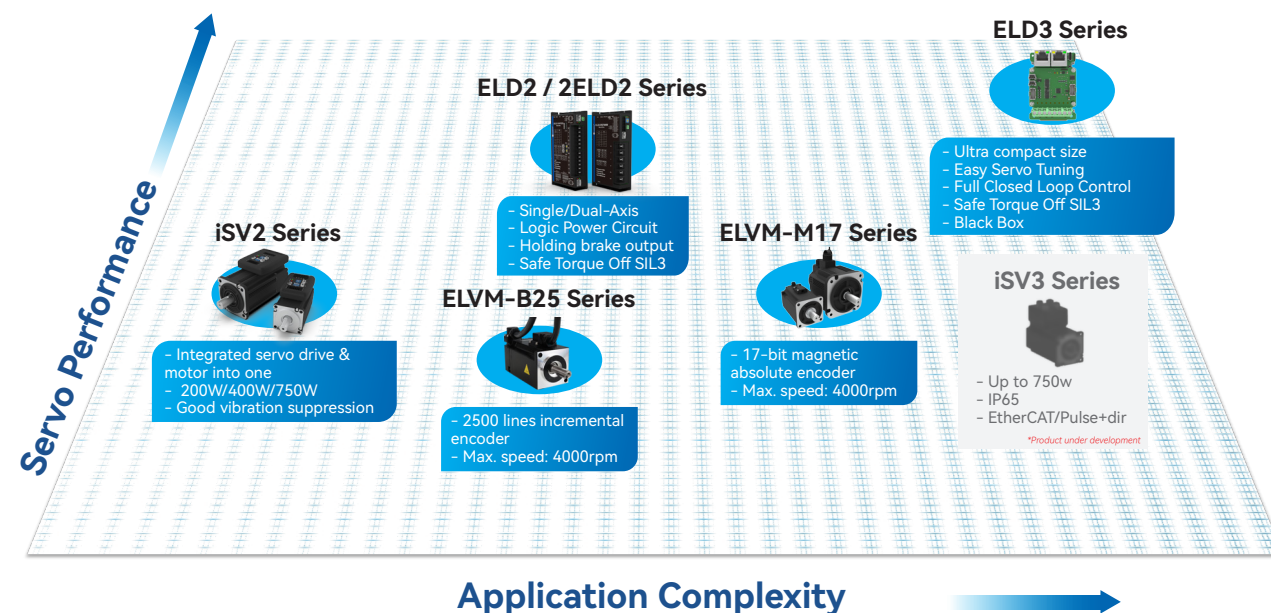 ELD3 Series
- Ultra compact size
- Easy Servo Tuning
- Full Closed Loop Control
- Safe Torque Off SIL3
- Black Box
ELD2 / 2ELD2 Series
- Single/Dual-Axis
- Logic Power Circuit
- Holding brake output
- Safe Torque Off SIL3
iSV2 Series
- Integrated servo drive &
motor into one
- 200W/400W/750W
- Good vibration suppression
ELVM-B25 Series
- 2500 lines incremental
encoder
- Max. speed: 4000rpm
ELVM-M17 Series
- 17-bit magnetic
absolute encoder
- Max. speed: 4000rpm
iSV3 Series
- Up to 750w
- IP65
- EtherCAT/Pulse+dir
*Product under development
Servo Performance
Application Complexity